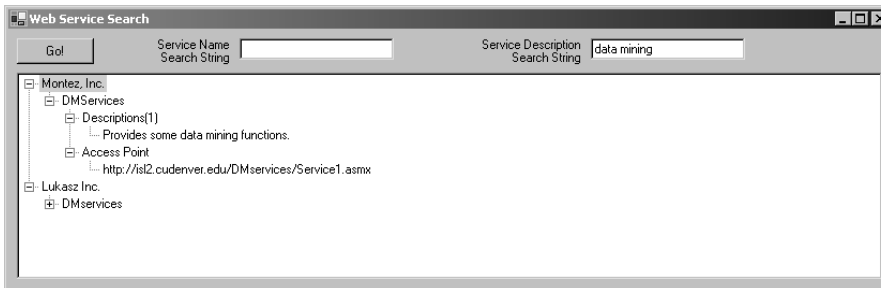 Web Service Search
Go!
Service Name
Search String
Service Description
Search String
data mining
Montez, Inc.
DMServices
Descriptions(1)
Provides some data mining functions.
Access Point
http://isl2.cudenver.edu/DMservices/Service1.asmx
Lukasz Inc.
DMservices